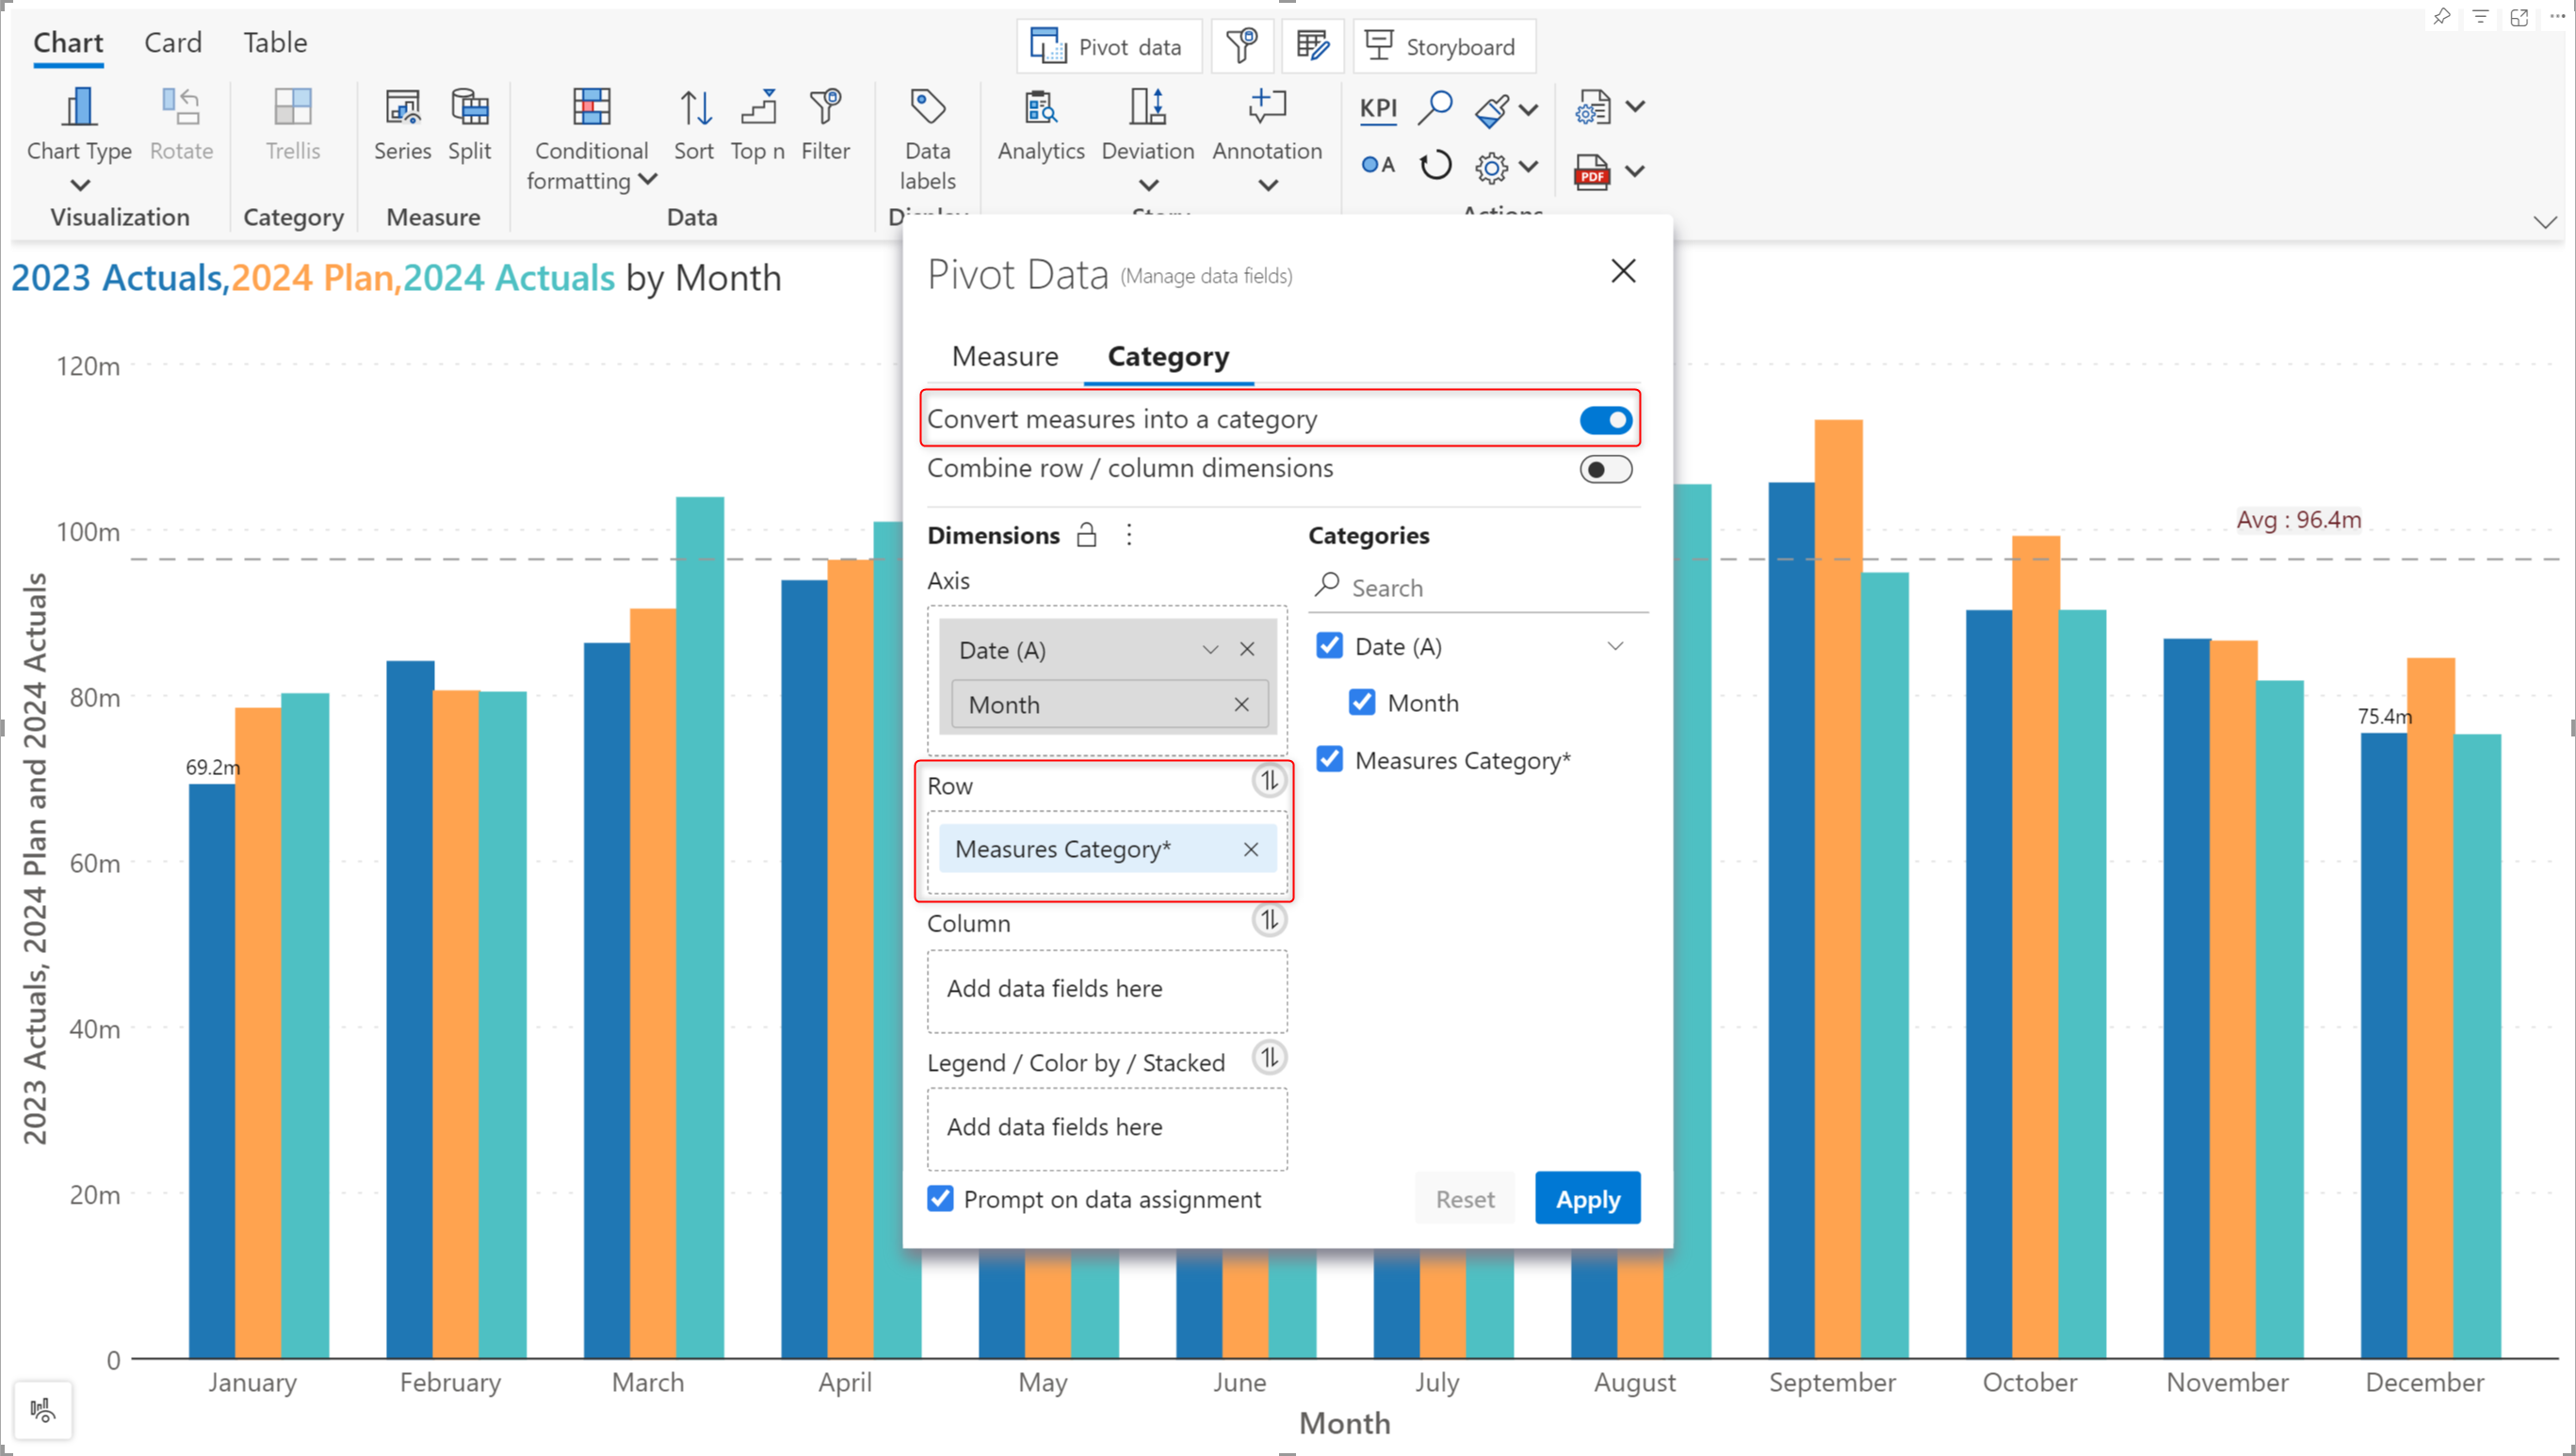 Chart Card Table
Pivot data Storyboard
Chart Type Rotate Trellis Series Split Conditional formatting Sort Top n Filter Data labels Analytics Deviation Annotation KPI
A
PDF
Visualization Category Measure Data
2023 Actuals,2024 Plan,2024 Actuals by Month
Pivot Data (Manage data fields)
Measure Category
Convert measures into a category
Combine row / column dimensions
Dimensions
Axis
Date (A)
Month
Row
Measures Category*
Column
Add data fields here
Legend / Color by / Stacked
Add data fields here
Prompt on data assignment
Categories
Search
Date (A)
Month
Measures Category*
Reset Apply
2023 Actuals, 2024 Plan and 2024 Actuals
120m
100m
80m
60m
40m
20m
0
69.2m
Avg : 96.4m
75.4m
January February March April May June July August September October November December
Month